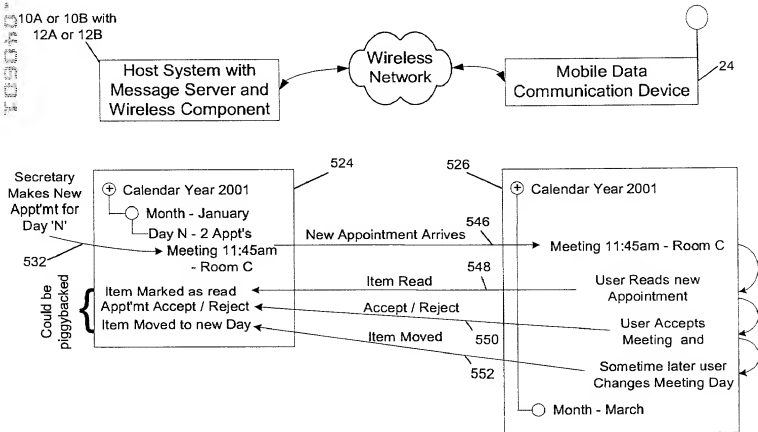 10A or 10B with
12A or 12B
Host System with
Message Server and
Wireless Component
Wireless
Network
Mobile Data
Communication Device
24
Secretary
Makes New
Appt'mt for
Day 'N'
532
524
Calendar Year 2001
Month - January
Day N - 2 Appt's
Meeting 11:45am
- Room C
Could be
piggybacked
Item Marked as read
Appt'mt Accept / Reject
Item Moved to new Day
New Appointment Arrives
546
Item Read
548
Accept / Reject
550
Item Moved
552
526
Calendar Year 2001
Meeting 11:45am - Room C
User Reads new
Appointment
User Accepts
Meeting and
Sometime later user
Changes Meeting Day
Month - March